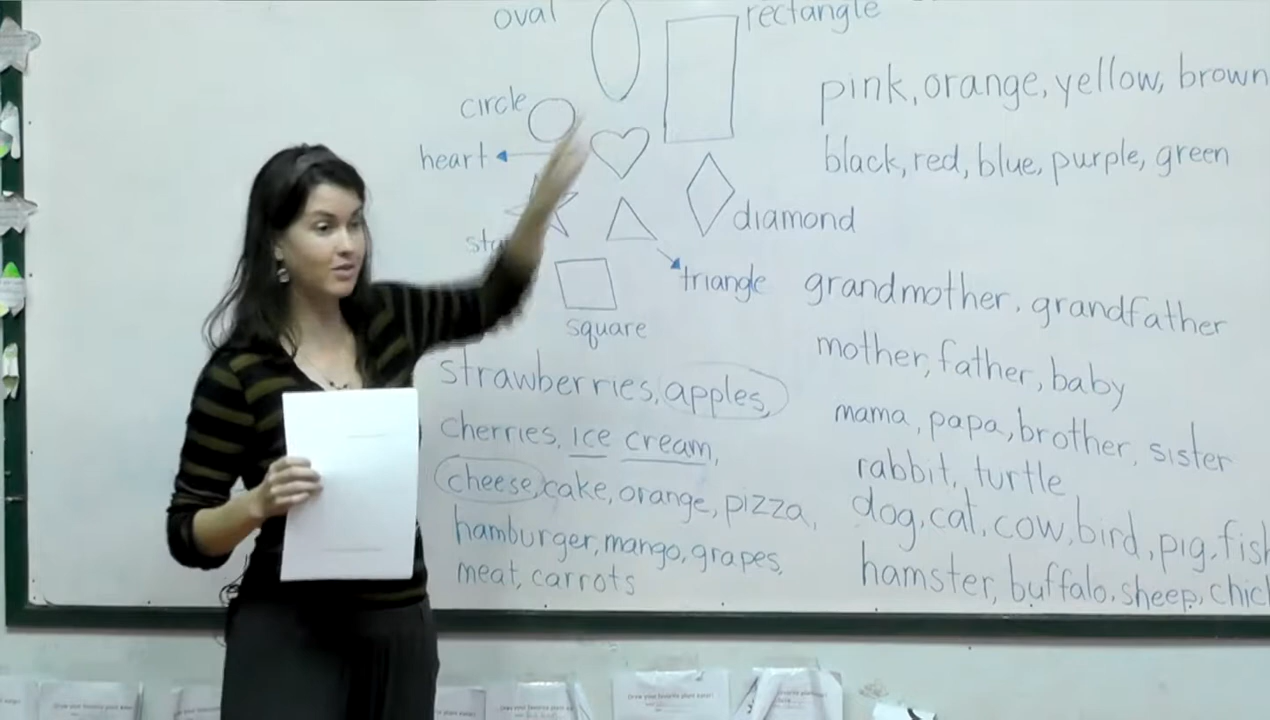 oval
rectangle
circle
heart
diamond
triangle
square
pink, orange, yellow, brown
black, red, blue, purple, green
grandmother, grandfather
mother, father, baby
mama, papa, brother, sister
rabbit, turtle
dog, cat, cow, bird, pig, fish
hamster, buffalo, sheep, chic
strawberries, apples,
cherries, ice cream,
cheese, cake, orange, pizza,
hamburger, mango, grapes,
meat, carrots